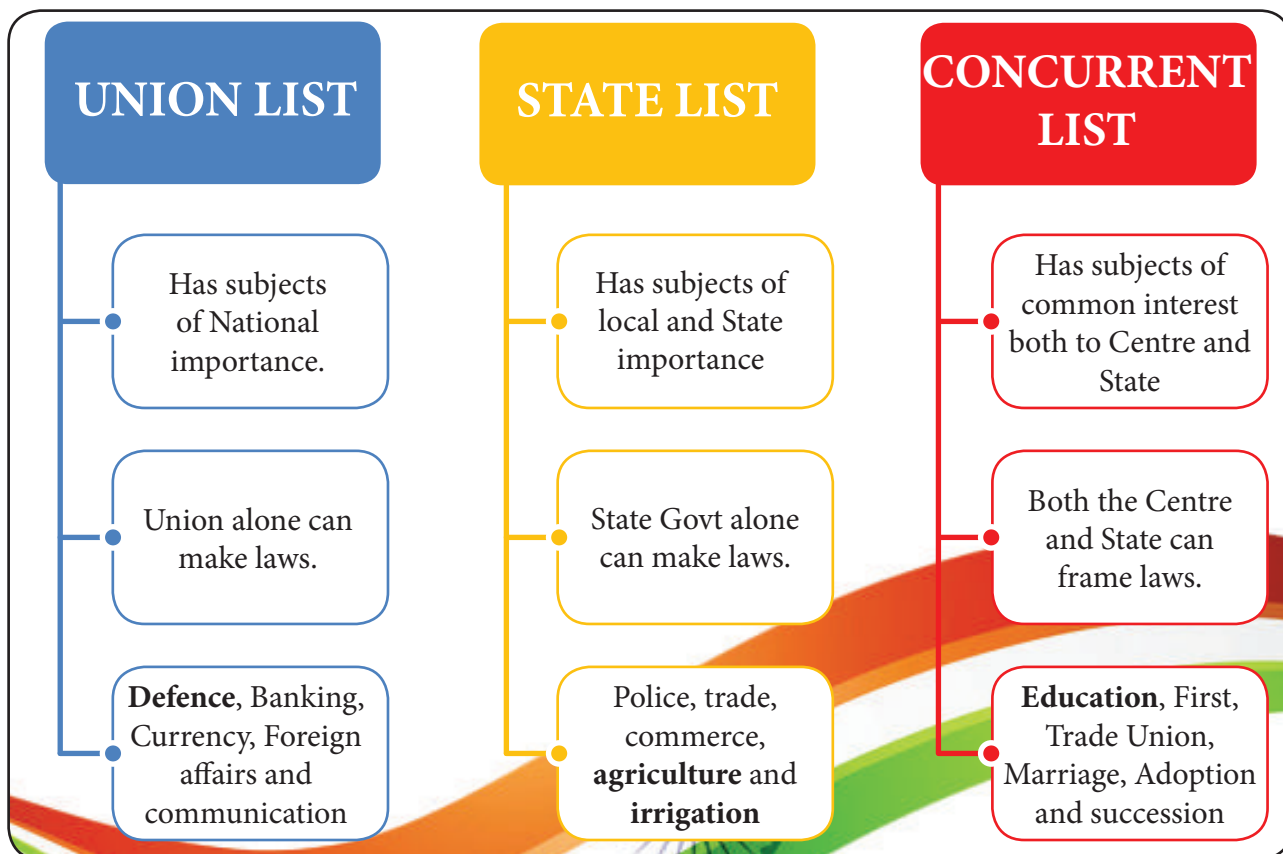 UNION LIST
Has subjects
of National
importance.
Union alone can
make laws.
Defence, Banking,
Currency, Foreign
affairs and
communication
STATE LIST
Has subjects of
local and State
importance
State Govt alone
can make laws.
Police, trade,
commerce,
agriculture and
irrigation
CONCURRENT
LIST
Has subjects of
common interest
both to Centre and
State
Both the Centre
and State can
frame laws.
Education, First,
Trade Union,
Marriage, Adoption
and succession